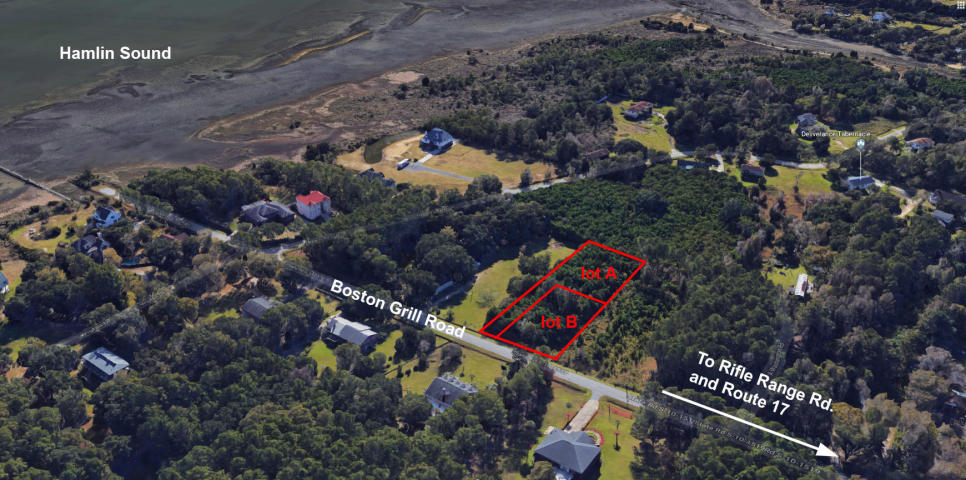 Hamlin Sound
Deliverance Tabernacle
lot A
Boston Grill Road
lot B
To Rifle Range Rd.
and Route 17